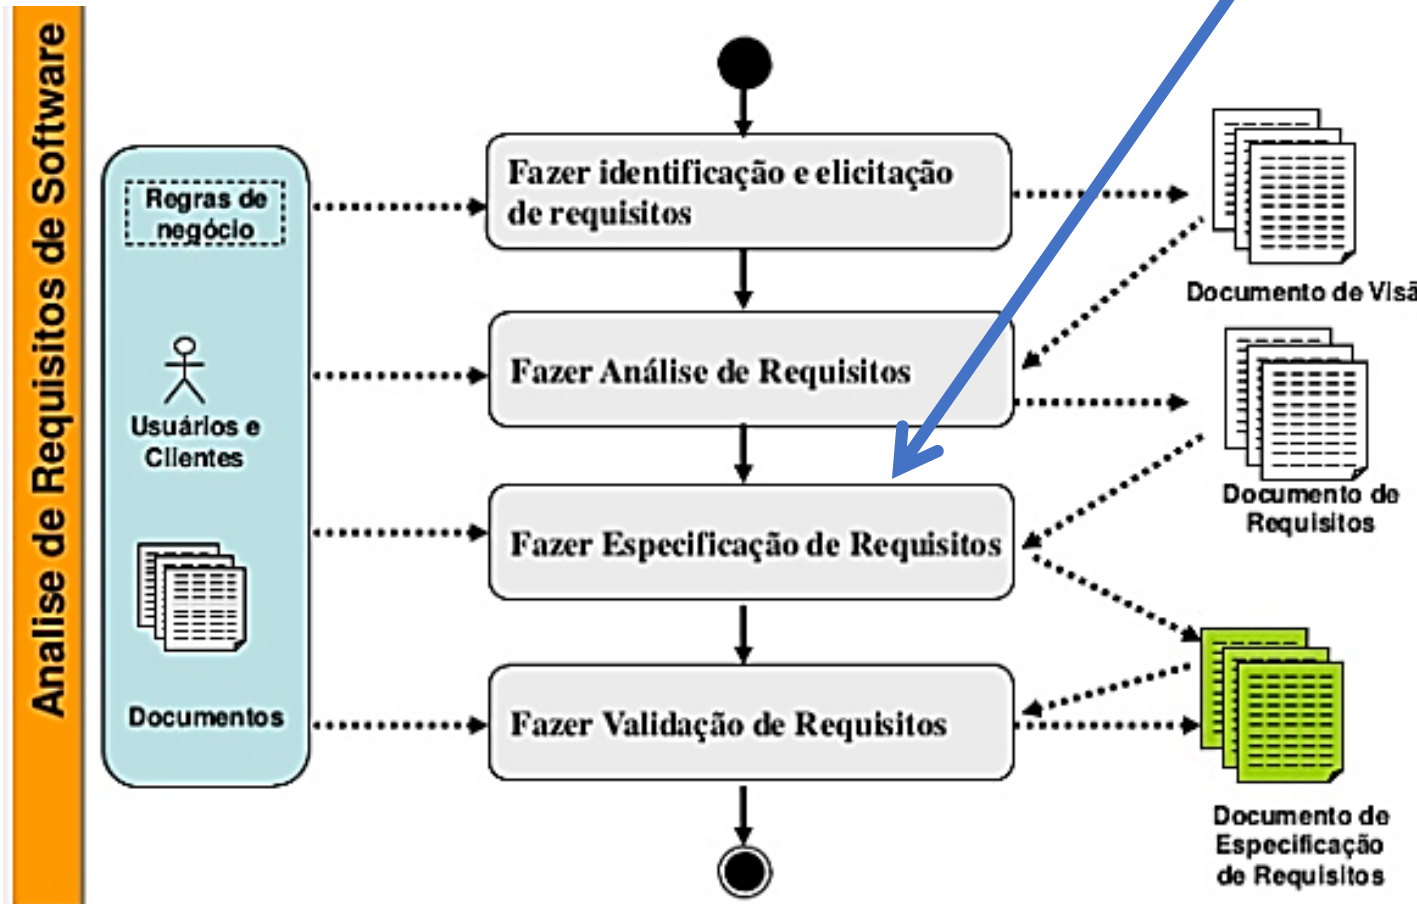 Analise de Requisitos de Software
Regras de
negócio
Usuários e
Clientes
Documentos
Fazer identificação e elicitação
de requisitos
Fazer Análise de Requisitos
Fazer Especificação de Requisitos
Fazer Validação de Requisitos
Documento de Visã
Documento de
Requisitos
Documento de
Especificação
de Requisitos